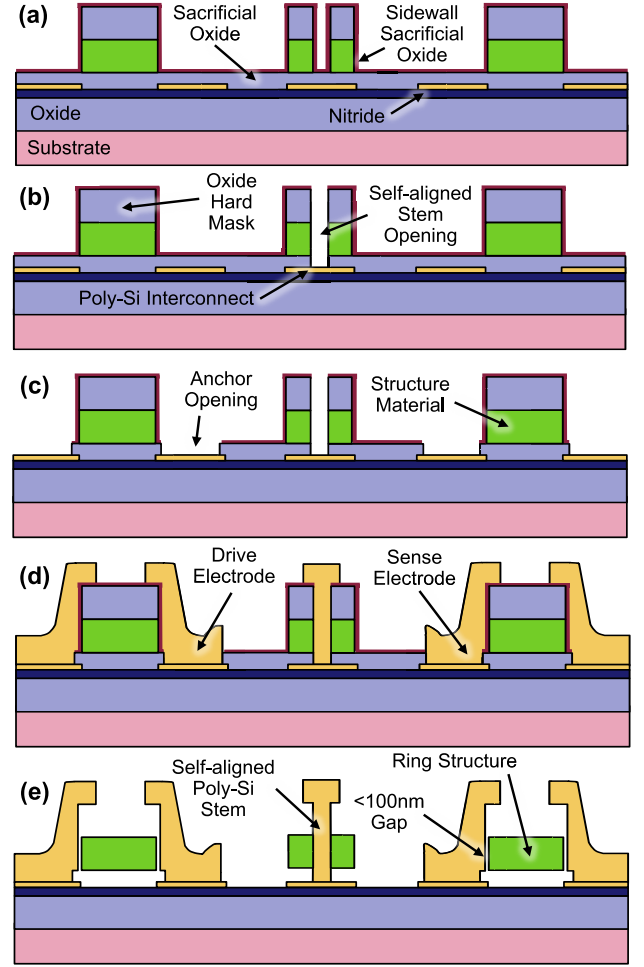 (a)
Sacrificial
Oxide
Sidewall
Sacrificial
Oxide
Oxide
Nitride
Substrate
(b)
Oxide
Hard
Mask
Self-aligned
Stem
Opening
Poly-Si Interconnect
(c)
Anchor
Opening
Structure
Material
(d)
Drive
Electrode
Sense
Electrode
(e)
Self-aligned
Poly-Si
Stem
Ring Structure
<100nm
Gap